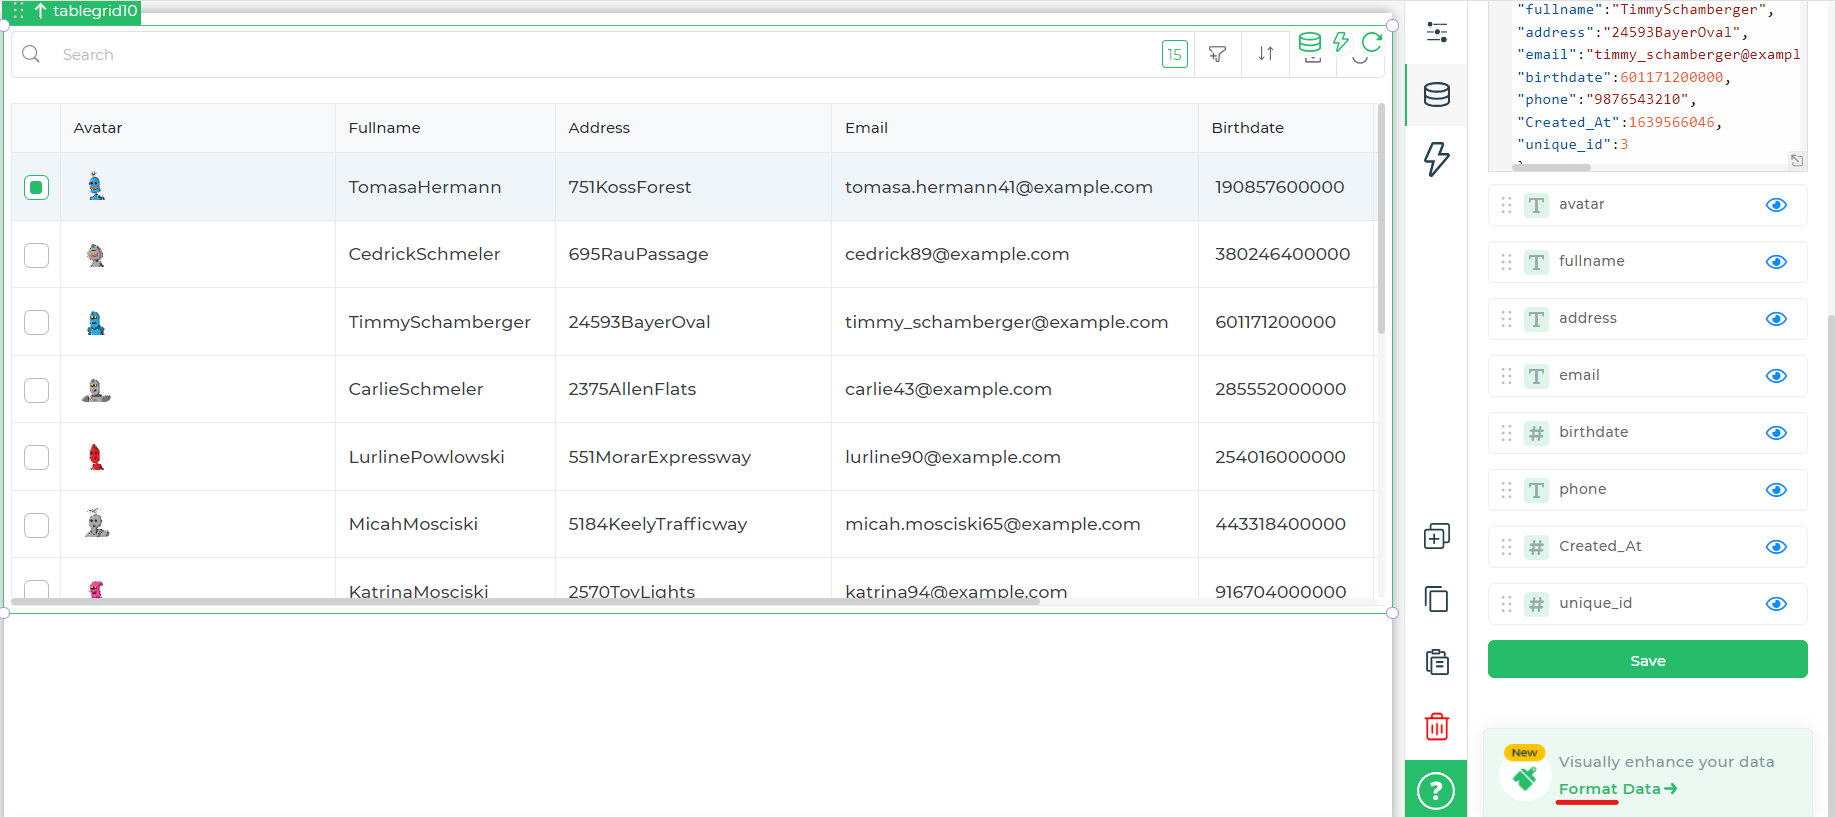 tablegrid10
Search
15
Avatar Fullname Address Email Birthdate
TomasaHermann 751KossForest tomasa.hermann41@example.com 190857600000
CedrickSchmeler 695RauPassage cedrick89@example.com 380246400000
TimmySchamberger 24593BayerOval timmy_schamberger@example.com 601171200000
CarlieSchmeler 2375AllenFlats carlie43@example.com 285552000000
LurlinePowlowski 551MorarExpressway lurline90@example.com 254016000000
MicahMosciski 5184KeelyTrafficway micah.mosciski65@example.com 443318400000
KatrinaMosciski 2570ToyLights katrina94@example.com 916704000000
"fullname":"TimmySchamberger",
"address":"24593BayerOval",
"email":"timmy_schamberger@exampl
"birthdate":601171200000,
"phone":"9876543210",
"Created_At":1639566046,
"unique_id":3
T avatar
T fullname
T address
T email
# birthdate
T phone
# Created_At
# unique_id
Save
New
Visually enhance your data
Format Data→
?